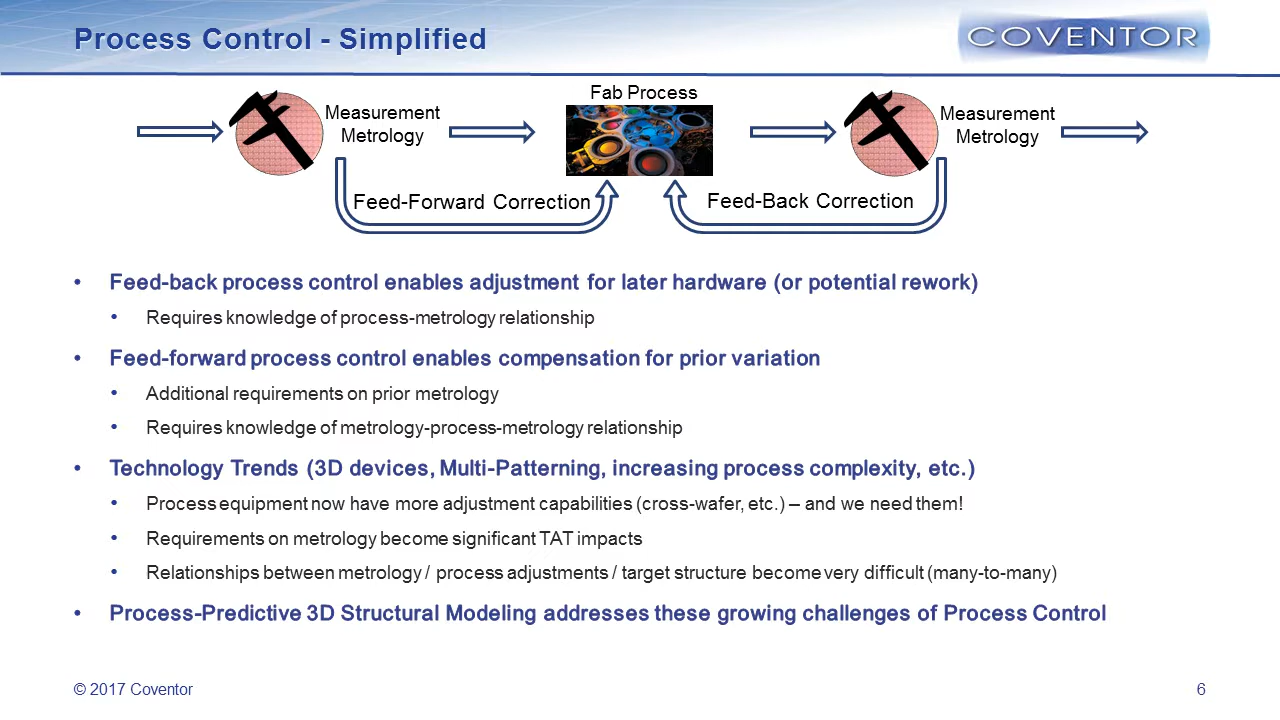 Process Control - Simplified
COVENTOR
Measurement
Metrology
Fab Process
Measurement
Metrology
Feed-Forward Correction
Feed-Back Correction
• Feed-back process control enables adjustment for later hardware (or potential rework)
• Requires knowledge of process-metrology relationship
• Feed-forward process control enables compensation for prior variation
• Additional requirements on prior metrology
• Requires knowledge of metrology-process-metrology relationship
• Technology Trends (3D devices, Multi-Patterning, increasing process complexity, etc.)
• Process equipment now have more adjustment capabilities (cross-wafer, etc.) – and we need them!
• Requirements on metrology become significant TAT impacts
• Relationships between metrology / process adjustments / target structure become very difficult (many-to-many)
• Process-Predictive 3D Structural Modeling addresses these growing challenges of Process Control
© 2017 Coventor
6